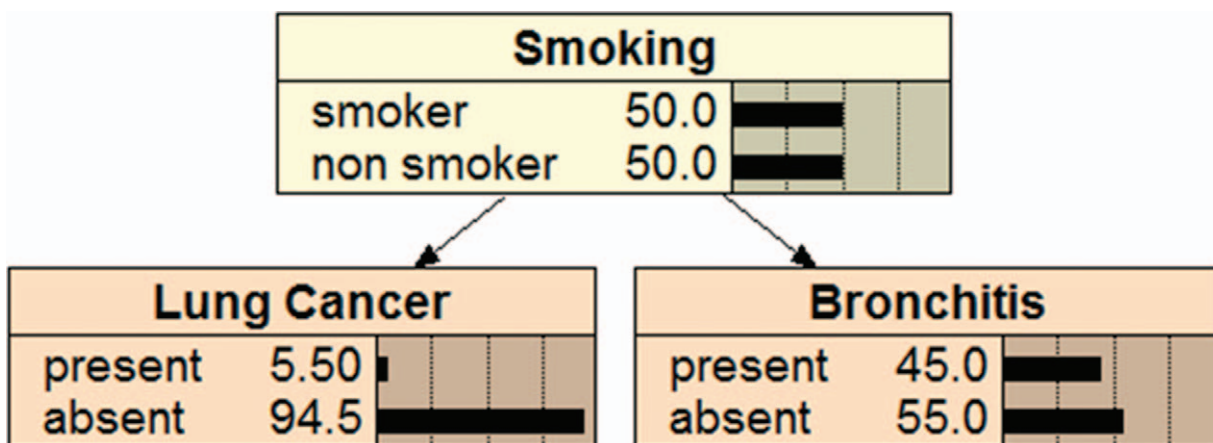 Smoking
smoker 50.0
non smoker 50.0
Lung Cancer
present 5.50
absent 94.5
Bronchitis
present 45.0
absent 55.0